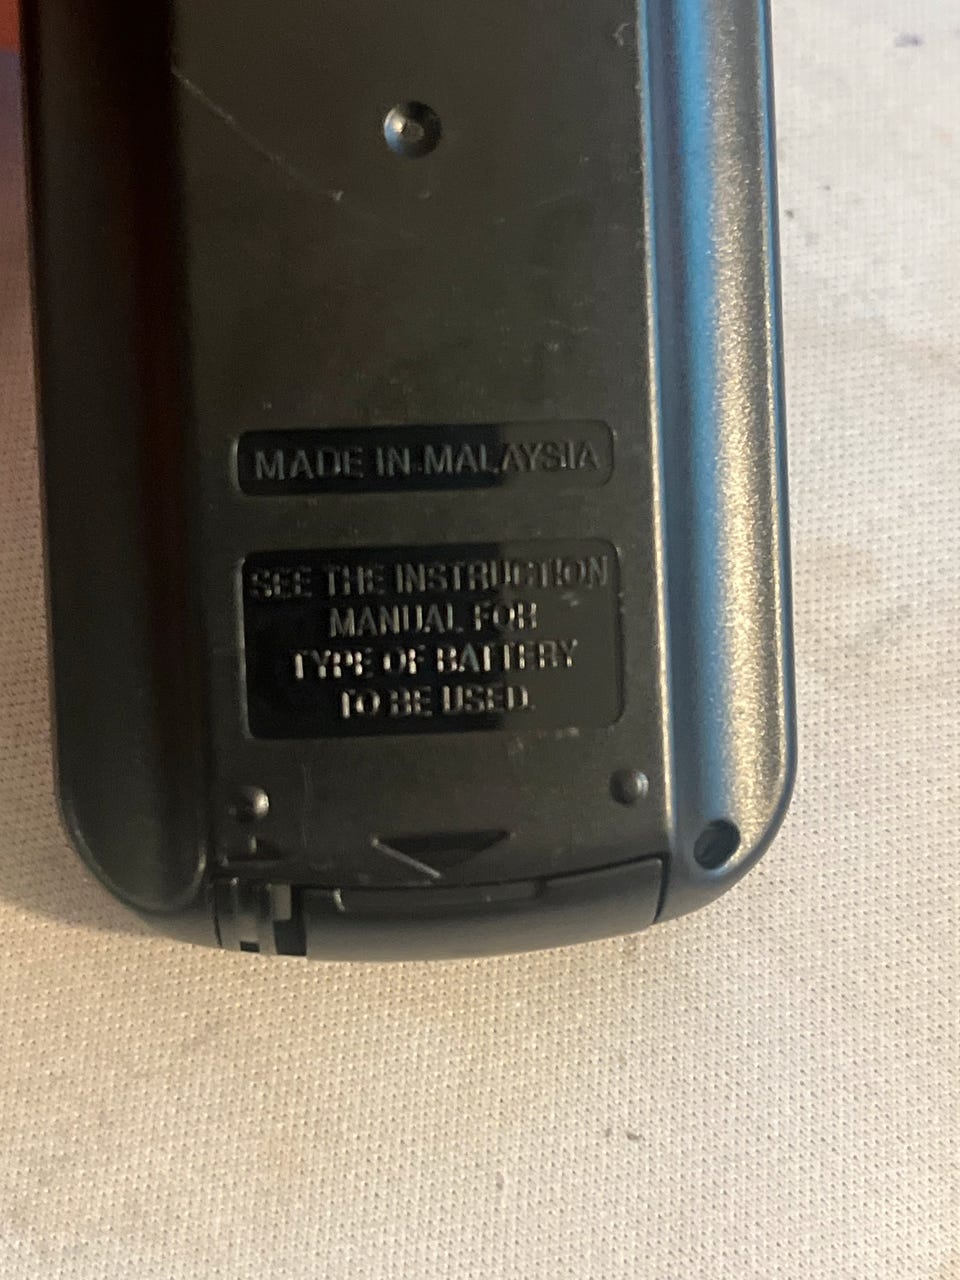 MADE IN MALAYSIA
SEE THE INSTRUCTION
MANUAL FOR
TYPE OF BATTERY
TO BE USED.